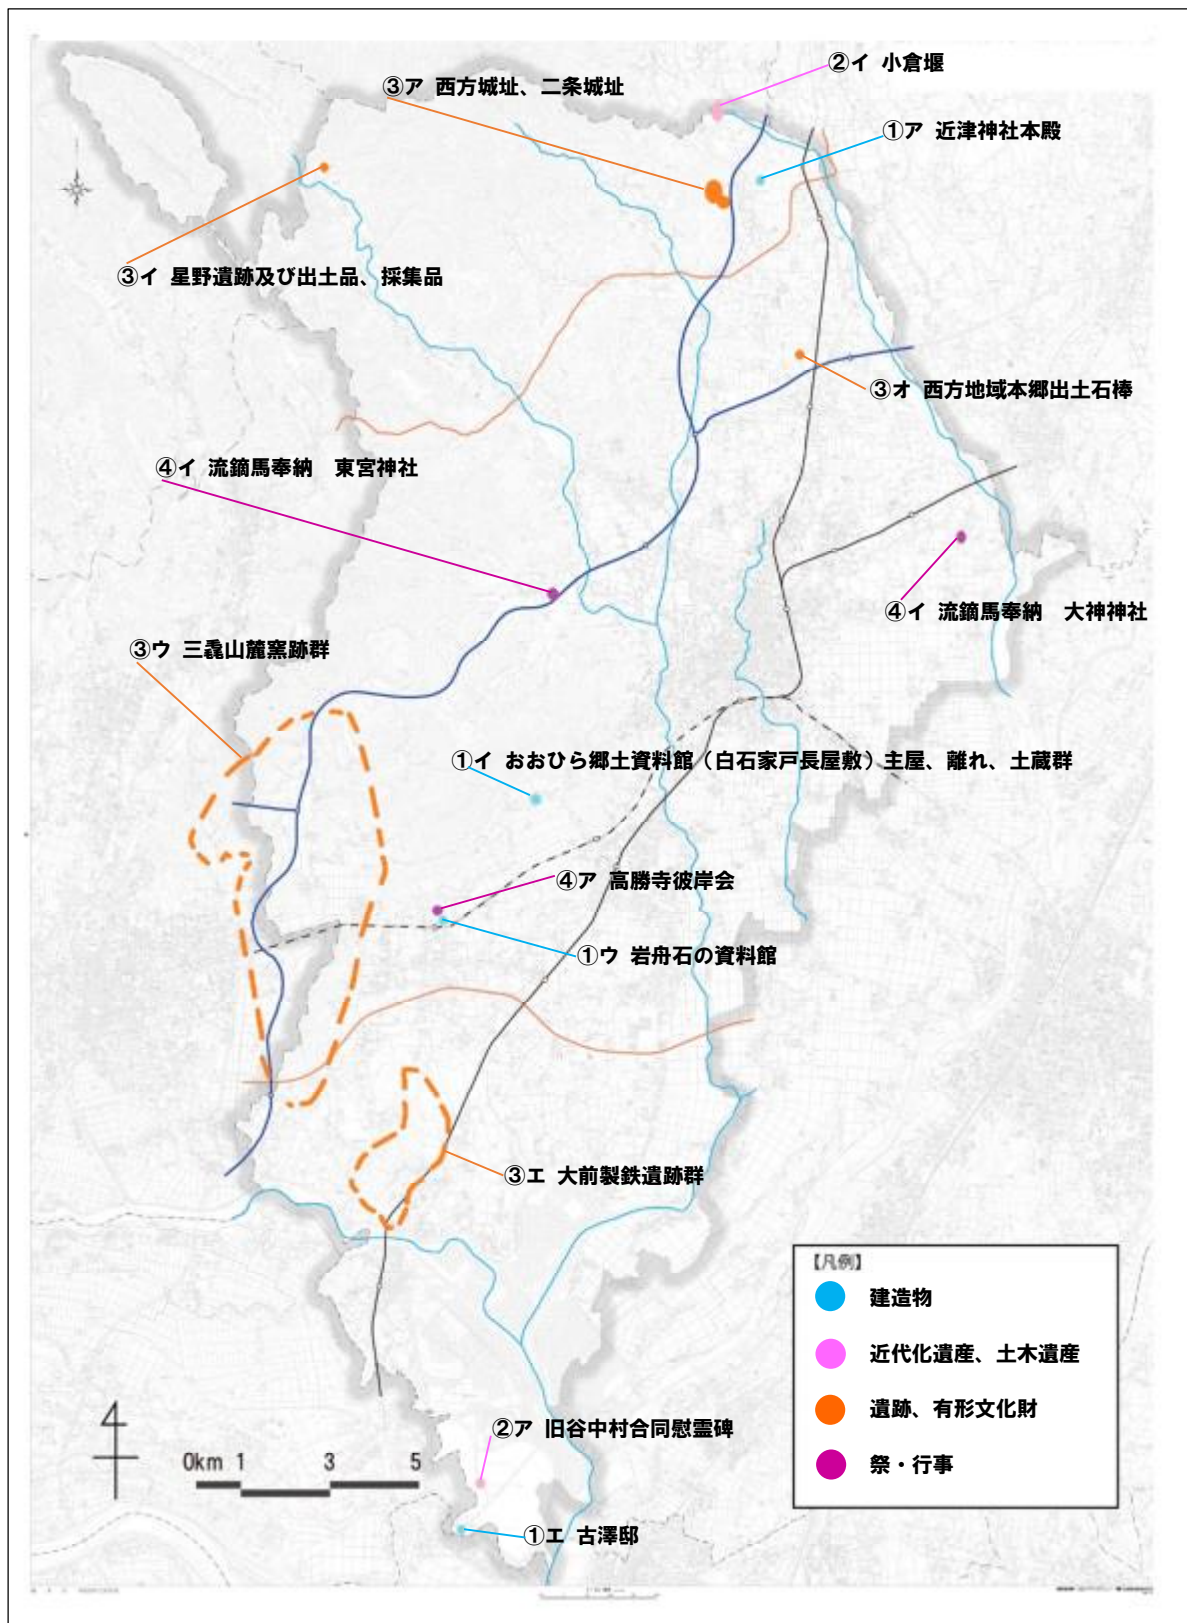 ②イ 小倉堰
③ア 西方城址、二条城址
①ア 近津神社本殿
③イ 星野遺跡及び出土品、採集品
③オ 西方地域本郷出土石棒
④イ 流鏑馬奉納 東宮神社
④イ 流鏑馬奉納 大神神社
③ウ 三毳山麓窯跡群
①イ おおひら郷土資料館（白石家戸長屋敷）主屋、離れ、土蔵群
④ア 高勝寺彼岸会
①ウ 岩舟石の資料館
③エ 大前製鉄遺跡群
【凡例】
建造物
近代化遺産、土木遺産
遺跡、有形文化財
祭・行事
0km 1 3 5
②ア 旧谷中村合同慰霊碑
①エ 古澤邸